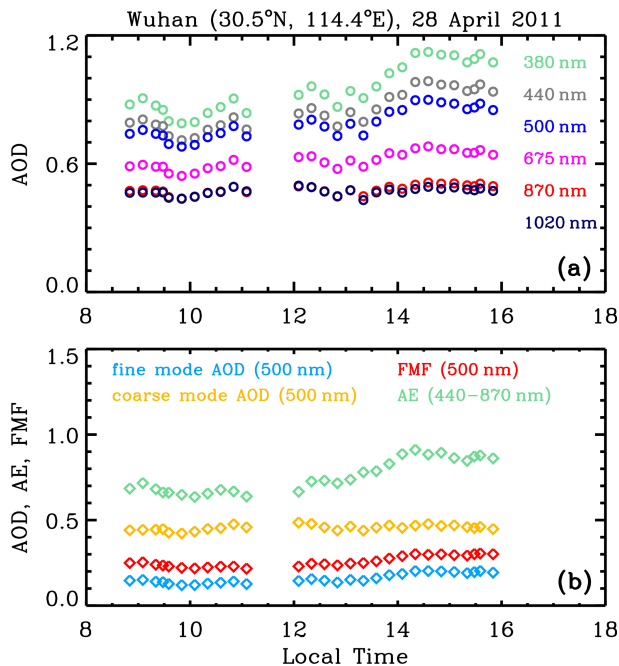 Wuhan (30.5°N, 114.4°E), 28 April 2011
1.2
380 nm
440 nm
500 nm
0.6
675 nm
870 nm
1020 nm
0.0
(a)
AOD
8 10 12 14 16 18
1.5
fine mode AOD (500 nm) FMF (500 nm)
coarse mode AOD (500 nm) AE (440−870 nm)
1.0
0.5
0.0
(b)
AOD, AE, FMF
8 10 12 14 16 18
Local Time